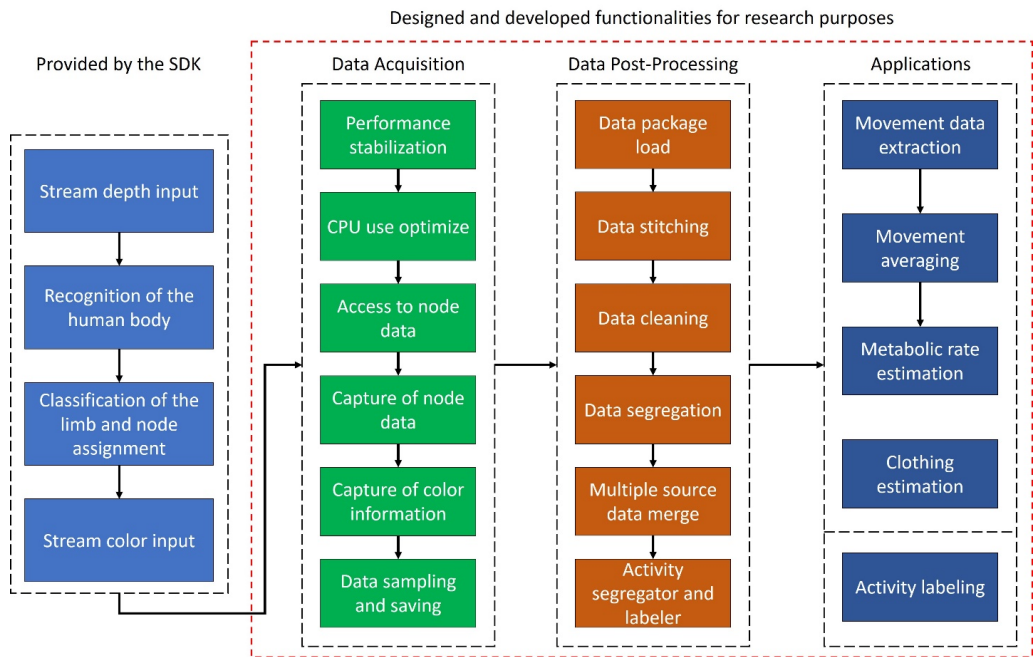 Designed and developed functionalities for research purposes
Provided by the SDK
Stream depth input
Recognition of the
human body
Classification of the
limb and node
assignment
Stream color input
Data Acquisition
Performance
stabilization
CPU use optimize
Access to node
data
Capture of node
data
Capture of color
information
Data sampling
and saving
Data Post-Processing
Data package
load
Data stitching
Data cleaning
Data segregation
Multiple source
data merge
Activity
segregator and
labeler
Applications
Movement data
extraction
Movement
averaging
Metabolic rate
estimation
Clothing
estimation
Activity labeling